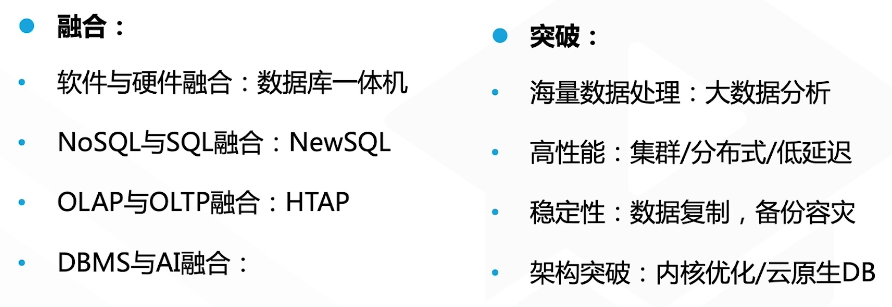 融合：
软件与硬件融合：数据库一体机
NoSQL与SQL融合：NewSQL
OLAP与OLTP融合：HTAP
DBMS与AI融合：
突破：
海量数据处理：大数据分析
高性能：集群/分布式/低延迟
稳定性：数据复制，备份容灾
架构突破：内核优化/云原生DB